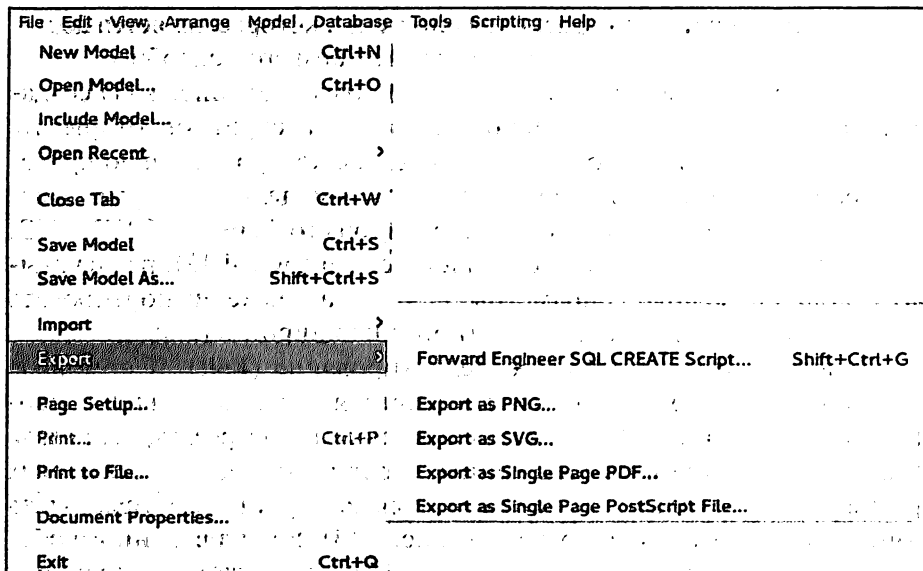 File Edit View Arrange Model Database Tools Scripting Help
New Model Ctrl+N
Open Model... Ctrl+O
Include Model...
Open Recent >
Close Tab Ctrl+W
Save Model Ctrl+S
Save Model As... Shift+Ctrl+S
Import >
Export > Forward Engineer SQL CREATE Script... Shift+Ctrl+G
Page Setup... Export as PNG...
Print... Ctrl+P Export as SVG...
Print to File... Export as Single Page PDF...
Document Properties... Export as Single Page PostScript File...
Exit Ctrl+Q